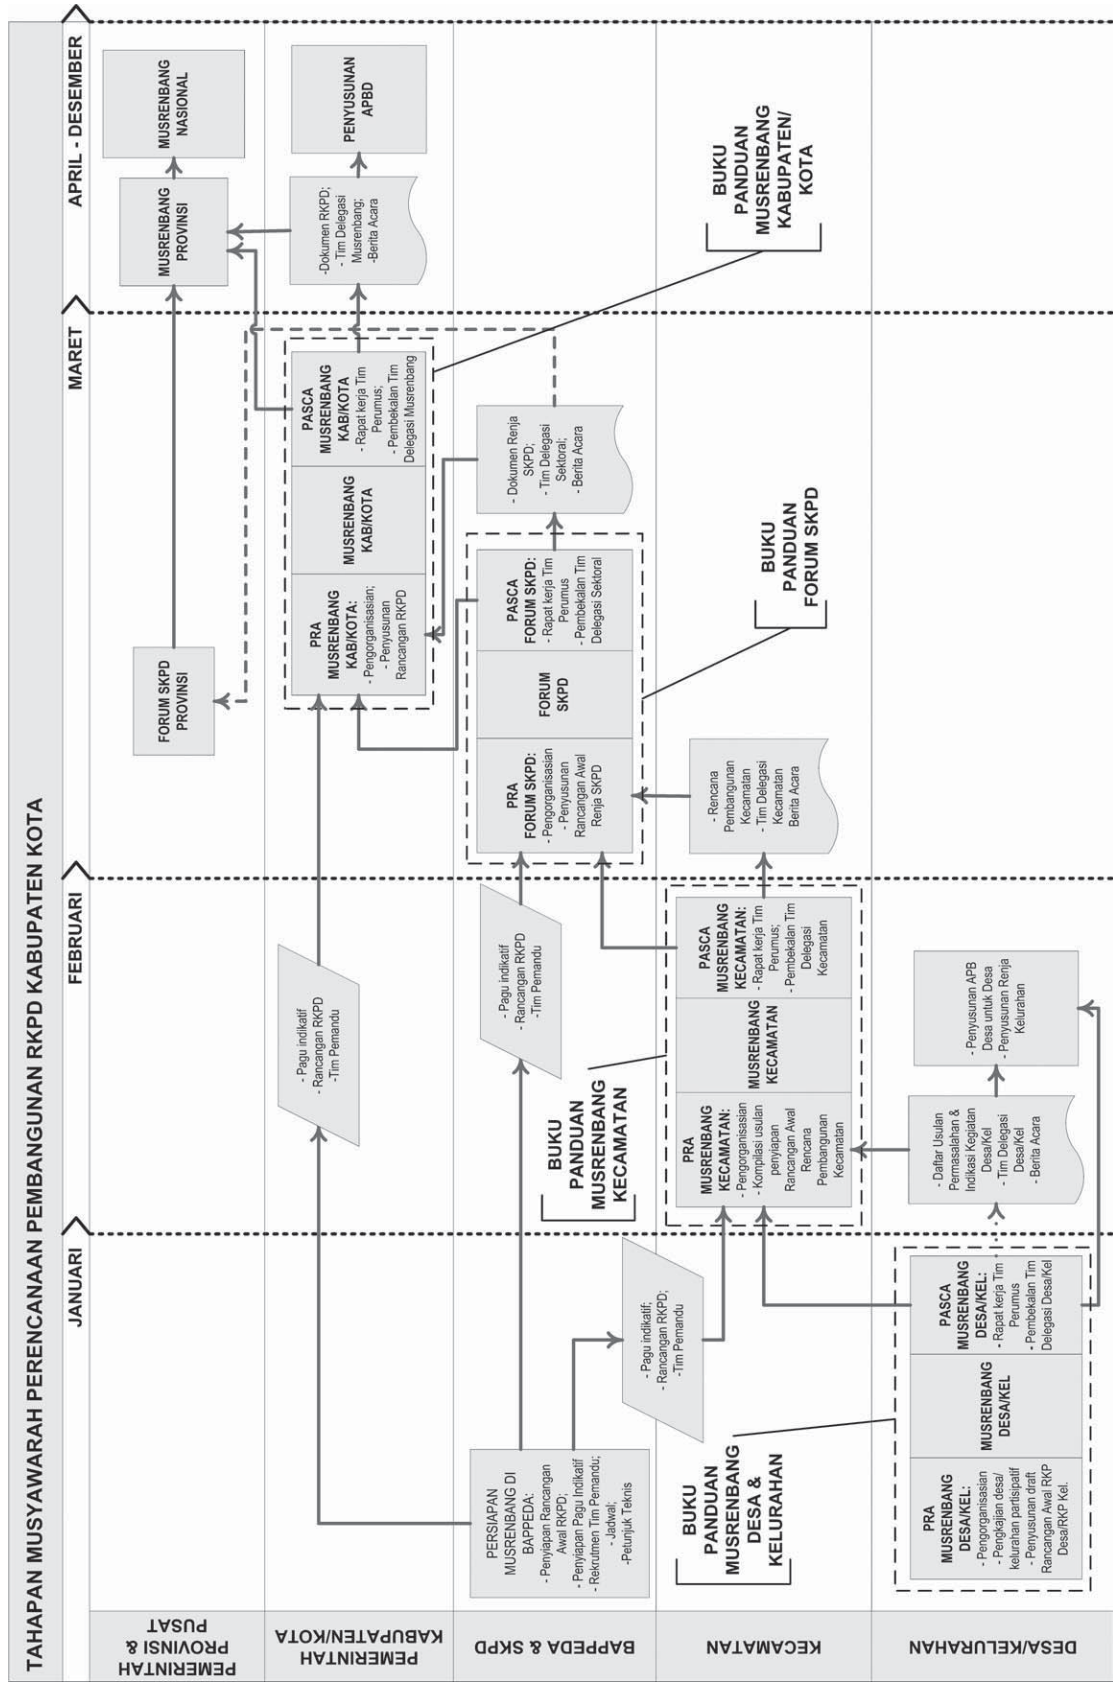 TAHAPAN MUSYAWARAH PERENCANAAN PEMBANGUNAN RKPD KABUPATEN KOTA
JANUARI
FEBRUARI
MARET
APRIL - DESEMBER
PEMERINTAH
PROVINSI &
PUSAT
FORUM SKPD
PROVINSI
MUSRENBANG
PROVINSI
MUSRENBANG
NASIONAL
PEMERINTAH
KABUPATEN/KOTA
- Pagu indikatif
- Rancangan RKPD
-Tim Pemandu
PRA
MUSRENBANG
KAB/KOTA:
- Pengorganisasian;
- Penyusunan
Rancangan RKPD
MUSRENBANG
KAB/KOTA
PASCA
MUSRENBANG
KAB/KOTA
- Rapat kerja Tim
Perumus;
- Pembekalan Tim
Delegasi Musrenbang
-Dokumen RKPD;
- Tim Delegasi
Musrenbang;
-Berita Acara
PENYUSUNAN
APBD
BAPPEDA & SKPD
PERSIAPAN
MUSRENBANG DI
BAPPEDA:
- Penyiapan Rancangan
Awal RKPD;
- Penyiapan Pagu Indikatif
- Rekrutmen Tim Pemandu;
- Jadwal;
-Petunjuk Teknis
- Pagu indikatif
- Rancangan RKPD
-Tim Pemandu
PRA
FORUM SKPD:
- Pengorganisasian
- Penyusunan
Rancangan Awal
Renja SKPD
FORUM
SKPD
PASCA
FORUM SKPD:
- Rapat kerja Tim
Perumus
- Pembekalan Tim
Delegasi Sektoral
- Dokumen Renja
SKPD;
- Tim Delegasi
Sektoral;
- Berita Acara
BUKU
PANDUAN
MUSRENBANG
KABUPATEN/
KOTA
BUKU
PANDUAN
MUSRENBANG
KECAMATAN
KECAMATAN
- Pagu indikatif;
- Rancangan RKPD;
-Tim Pemandu
PRA
MUSRENBANG
KECAMATAN:
- Pengorganisasian
- Kompilasi usulan
penyiapan
Rancangan Awal
Rencana
Pembangunan
Kecamatan
MUSRENBANG
KECAMATAN
PASCA
MUSRENBANG
KECAMATAN:
- Rapat kerja Tim
Perumus;
- Pembekalan Tim
Delegasi
Kecamatan
- Rencana
Pembangunan
Kecamatan
- Tim Delegasi
Kecamatan
Berita Acara
BUKU
PANDUAN
FORUM SKPD
BUKU
PANDUAN
MUSRENBANG
DESA &
KELURAHAN
DESA/KELURAHAN
PRA
MUSRENBANG
DESA/KEL:
- Pengorganisasian
- Pengkajian desa/
kelurahan partisipatif
- Penyusunan draft
Rancangan Awal RKP
Desa/RKP Kel.
MUSRENBANG
DESA/KEL
PASCA
MUSRENBANG
DESA/KEL:
- Rapat kerja Tim
Perumus
- Pembekalan Tim
Delegasi Desa/Kel
- Daftar Usulan
Permasalahan &
Indikasi Kegiatan
Desa/Kel
- Tim Delegasi
Desa/Kel
- Berita Acara
- Penyusunan APB
Desa untuk Desa
- Penyusunan Renja
Kelurahan